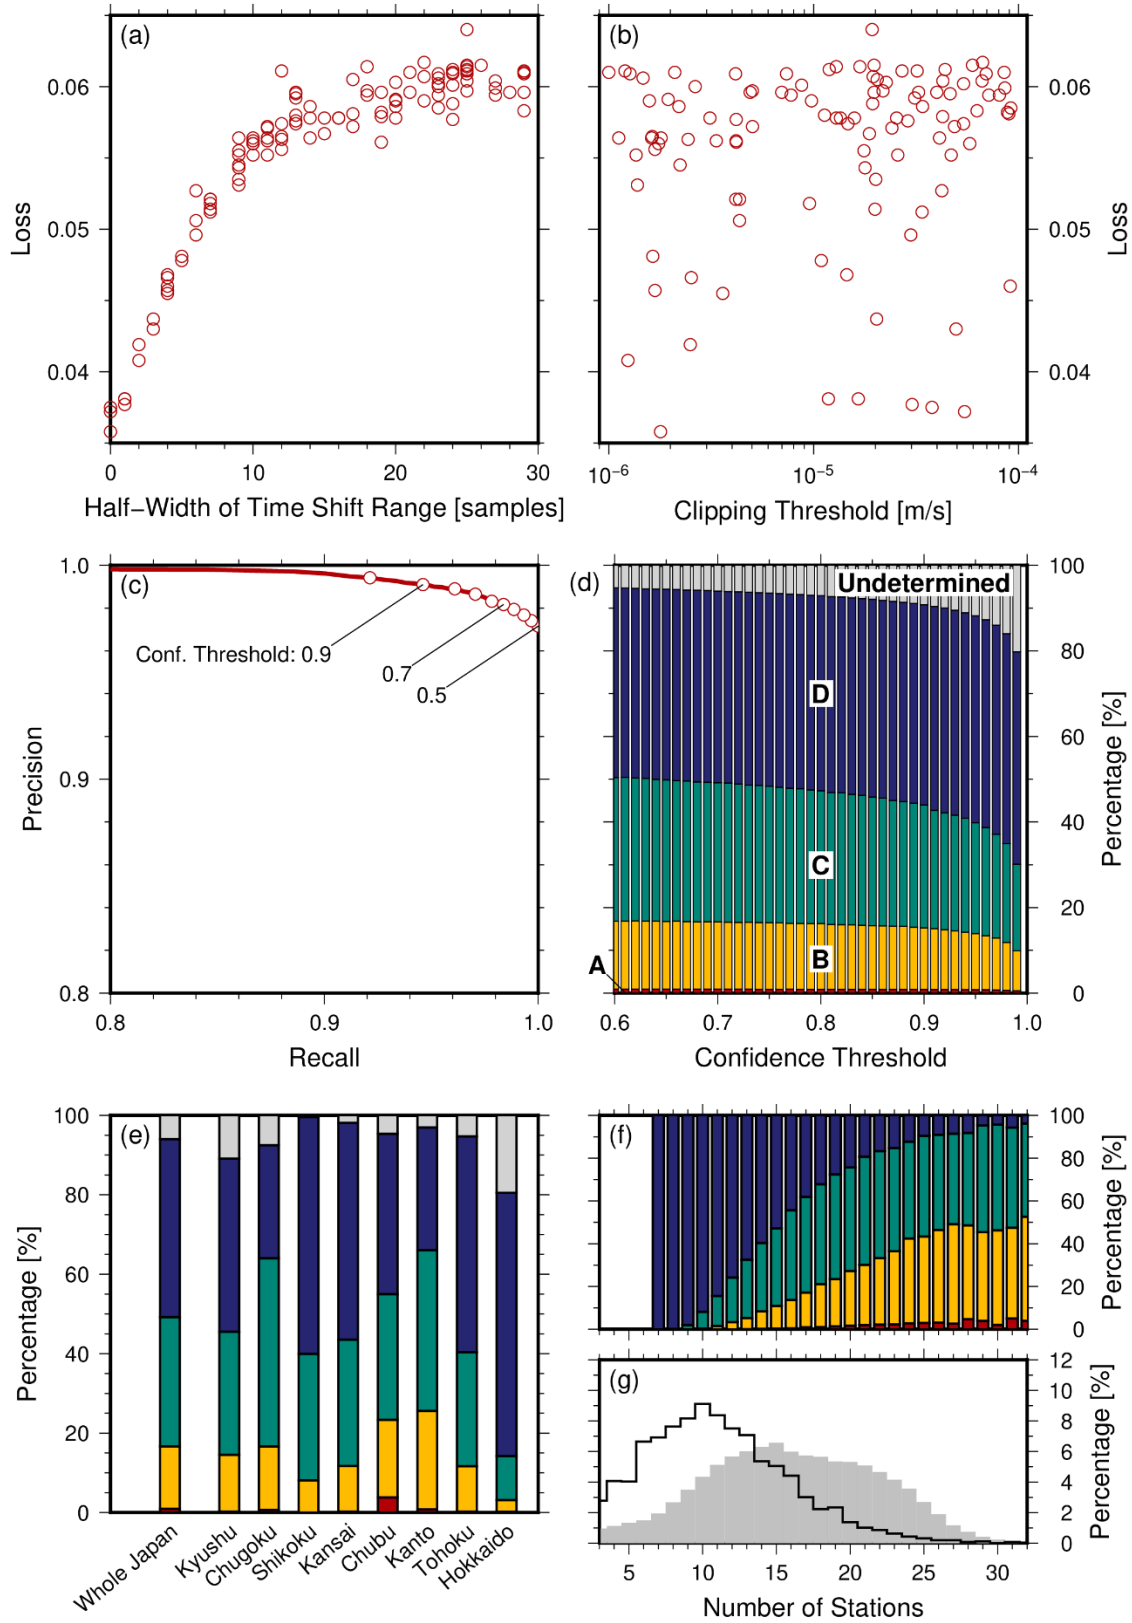 (a)
(b)
0.06
0.06
0.05
0.05
0.04
0.04
Loss
Loss
0
10
20
30
10⁻⁶
10⁻⁵
10⁻⁴
Half−Width of Time Shift Range [samples]
Clipping Threshold [m/s]
(c)
Conf. Threshold: 0.9
0.7
0.5
1.0
0.9
0.8
Precision
0.8
0.9
1.0
Recall
(d)
Undetermined
D
C
B
A
100
80
60
40
20
0
Percentage [%]
0.6
0.7
0.8
0.9
1.0
Confidence Threshold
(e)
100
80
60
40
20
0
Percentage [%]
Whole Japan
Kyushu
Chugoku
Shikoku
Kansai
Chubu
Kanto
Tohoku
Hokkaido
(f)
100
80
60
40
20
0
Percentage [%]
(g)
12
10
8
6
4
2
0
Percentage [%]
5
10
15
20
25
30
Number of Stations